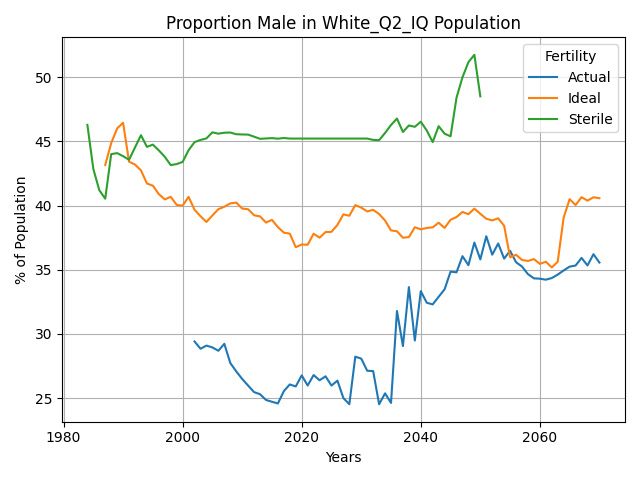 Proportion Male in White_Q2_IQ Population
% of Population
50
45
40
35
30
25
Fertility
Actual
Ideal
Sterile
1980
2000
2020
2040
2060
Years